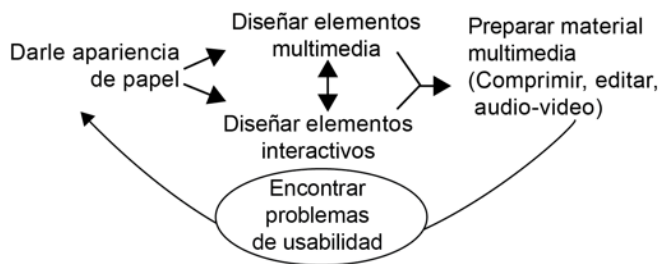 Darle apariencia
de papel
Diseñar elementos
multimedia
Diseñar elementos
interactivos
Preparar material
multimedia
(Comprimir, editar,
audio-video)
Encontrar
problemas
de usabilidad